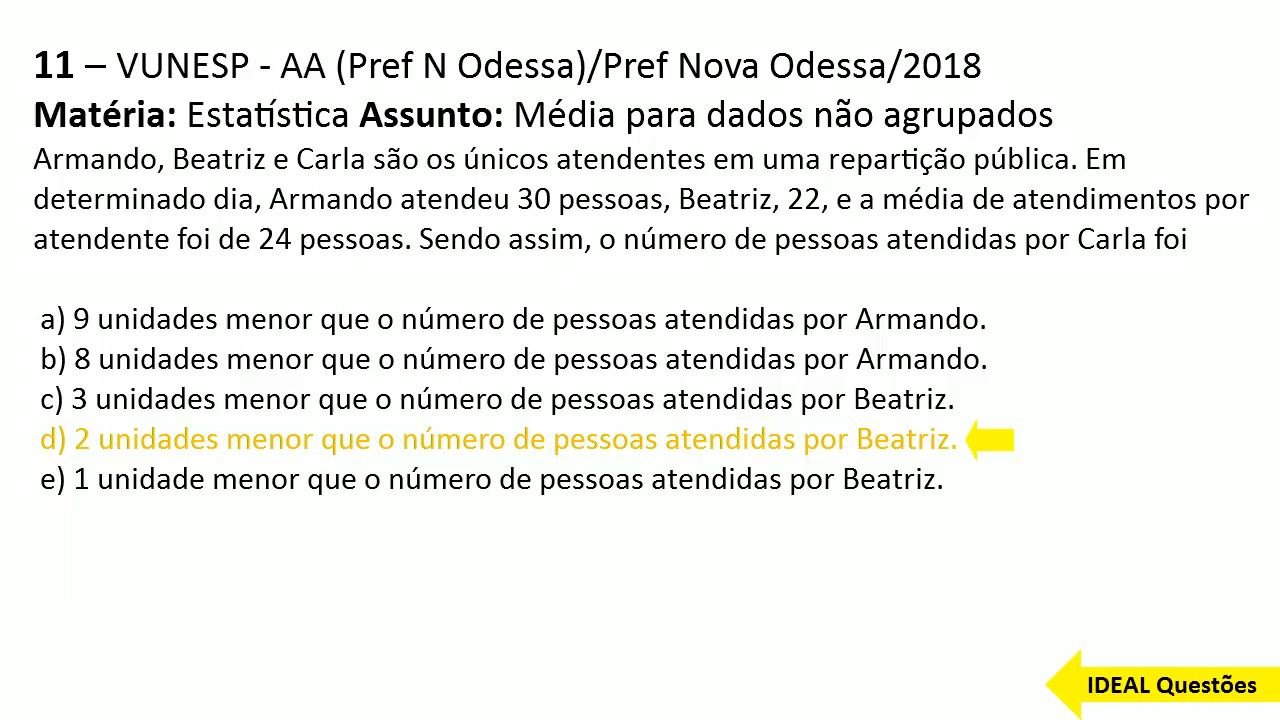 11 – VUNESP - AA (Pref N Odessa)/Pref Nova Odessa/2018
Matéria: Estatística Assunto: Média para dados não agrupados
Armando, Beatriz e Carla são os únicos atendentes em uma repartição pública. Em
determinado dia, Armando atendeu 30 pessoas, Beatriz, 22, e a média de atendimentos por
atendente foi de 24 pessoas. Sendo assim, o número de pessoas atendidas por Carla foi
a) 9 unidades menor que o número de pessoas atendidas por Armando.
b) 8 unidades menor que o número de pessoas atendidas por Armando.
c) 3 unidades menor que o número de pessoas atendidas por Beatriz.
d) 2 unidades menor que o número de pessoas atendidas por Beatriz.
e) 1 unidade menor que o número de pessoas atendidas por Beatriz.
IDEAL Questões